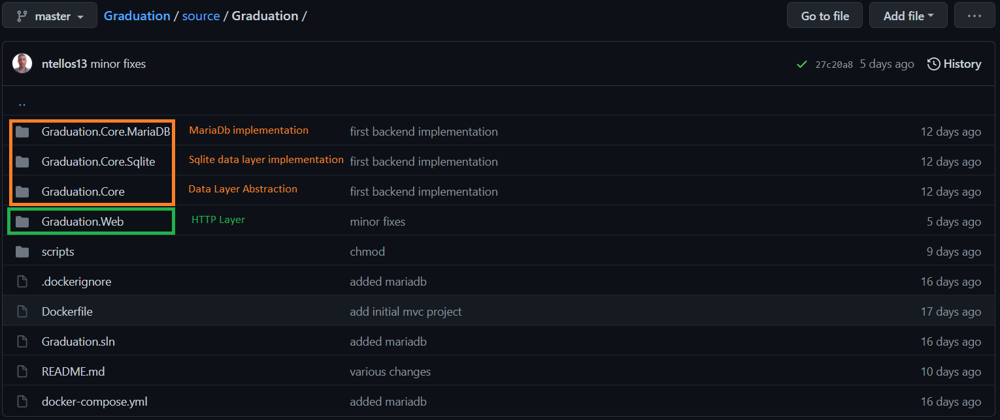 master Graduation / source / Graduation / Go to file Add file ...
ntellos13 minor fixes 27c20a8 5 days ago History
..
Graduation.Core.MariaDB MariaDb implementation first backend implementation 12 days ago
Graduation.Core.Sqlite Sqlite data layer implementation first backend implementation 12 days ago
Graduation.Core Data Layer Abstraction first backend implementation 12 days ago
Graduation.Web HTTP Layer minor fixes 5 days ago
scripts chmod 9 days ago
.dockerignore added mariadb 16 days ago
Dockerfile add initial mvc project 17 days ago
Graduation.sln added mariadb 16 days ago
README.md various changes 10 days ago
docker-compose.yml added mariadb 16 days ago